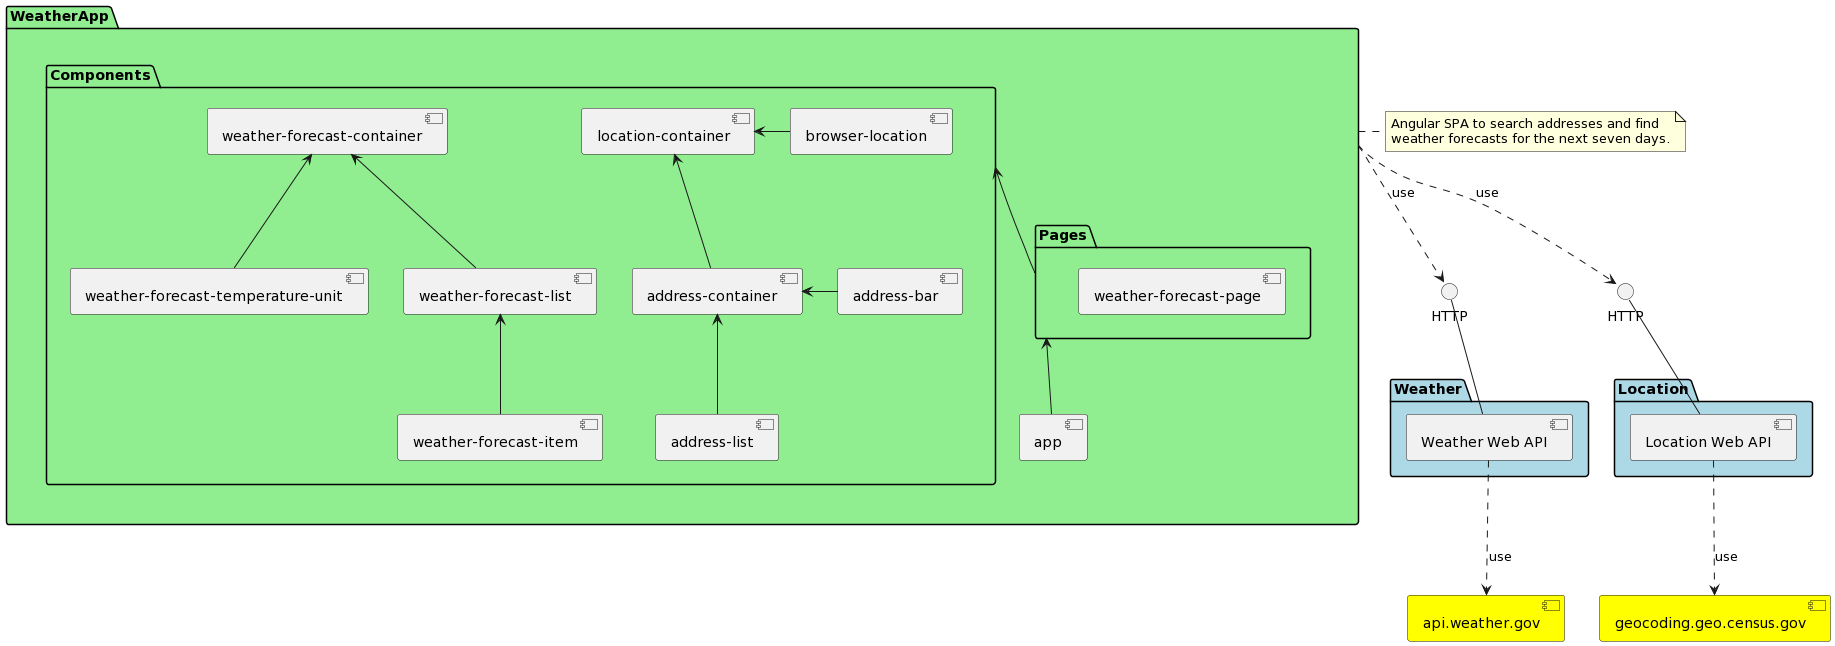 WeatherApp
Components
weather-forecast-container
location-container
browser-location
Angular SPA to search addresses and find
weather forecasts for the next seven days.
use
use
Pages
weather-forecast-temperature-unit
weather-forecast-list
address-container
address-bar
weather-forecast-page
HTTP
HTTP
Weather
Location
weather-forecast-item
address-list
app
Weather Web API
Location Web API
use
use
api.weather.gov
geocoding.geo.census.gov